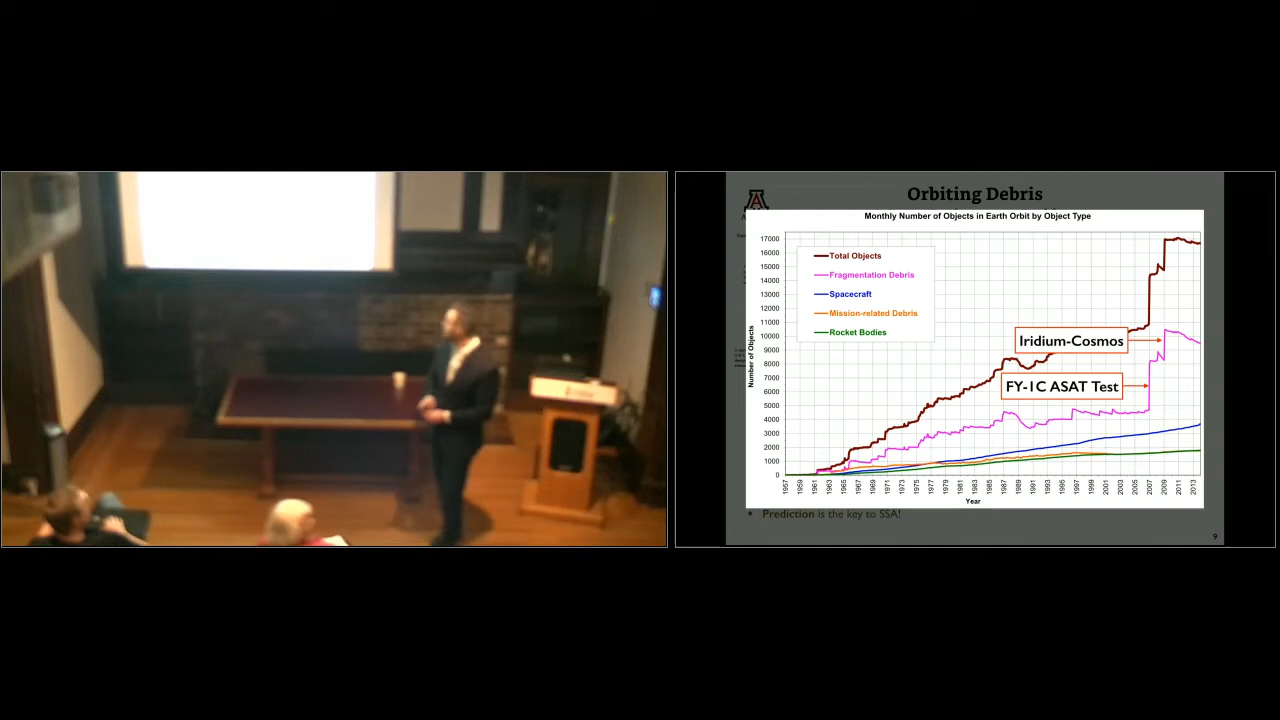 Orbiting Debris
Monthly Number of Objects in Earth Orbit by Object Type
Number of Objects
17000
16000
15000
14000
13000
12000
11000
10000
9000
8000
7000
6000
5000
4000
3000
2000
1000
0
Total Objects
Fragmentation Debris
Spacecraft
Mission-related Debris
Rocket Bodies
Iridium-Cosmos
FY-1C ASAT Test
1957 1959 1961 1963 1965 1967 1969 1971 1973 1975 1977 1979 1981 1983 1985 1987 1989 1991 1993 1995 1997 1999 2001 2003 2005 2007 2009 2011 2013
Year
• Prediction is the key to SSA!
9